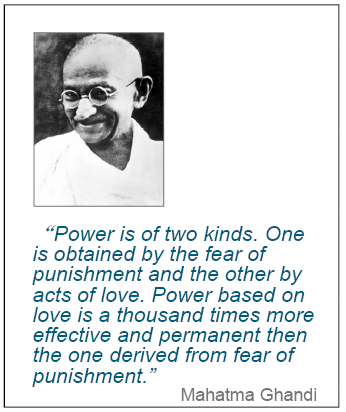 “Power is of two kinds. One
is obtained by the fear of
punishment and the other by
acts of love. Power based on
love is a thousand times more
effective and permanent then
the one derived from fear of
punishment.”
Mahatma Ghandi